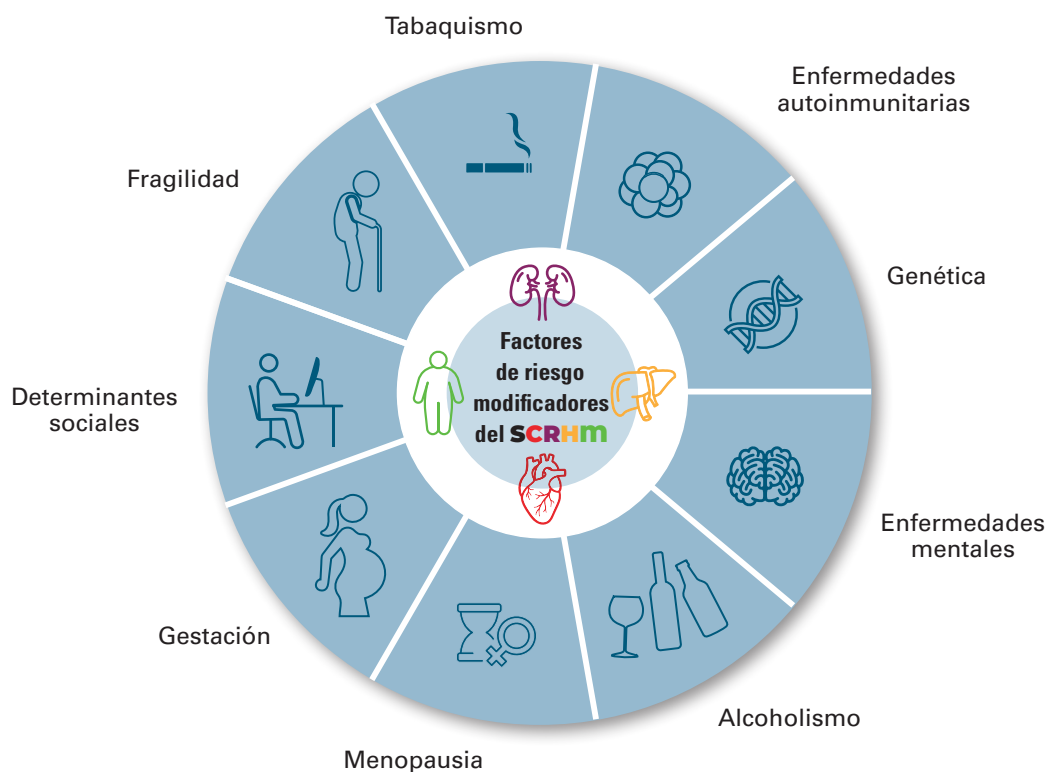 Tabaquismo
Enfermedades
autoinmunitarias
Genética
Enfermedades
mentales
Alcoholismo
Menopausia
Gestación
Determinantes
sociales
Fragilidad
Factores
de riesgo
modificadores
del SCRHm